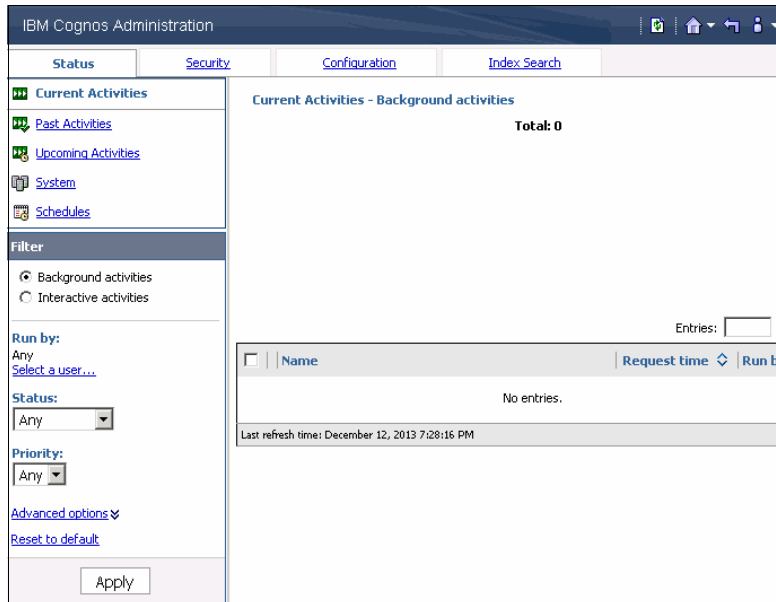 IBM Cognos Administration
Status
Security
Configuration
Index Search
Current Activities
Past Activities
Upcoming Activities
System
Schedules
Filter
Background activities
Interactive activities
Run by:
Any
Select a user...
Status:
Any
Priority:
Any
Advanced options
Reset to default
Apply
Current Activities - Background activities
Total: 0
Entries:
Name
Request time
Run b
No entries.
Last refresh time: December 12, 2013 7:28:16 PM